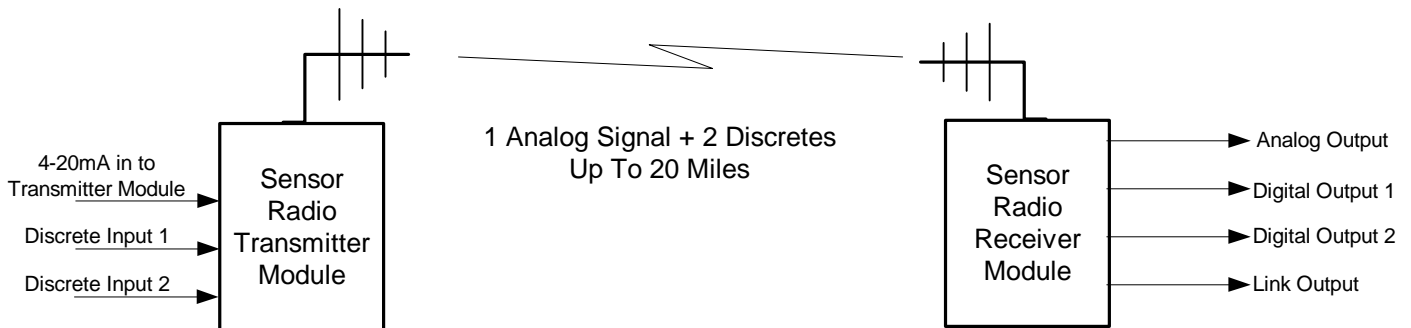 4-20mA in to
Transmitter Module
Discrete Input 1
Discrete Input 2
Sensor
Radio
Transmitter
Module
1 Analog Signal + 2 Discretes
Up To 20 Miles
Sensor
Radio
Receiver
Module
Analog Output
Digital Output 1
Digital Output 2
Link Output